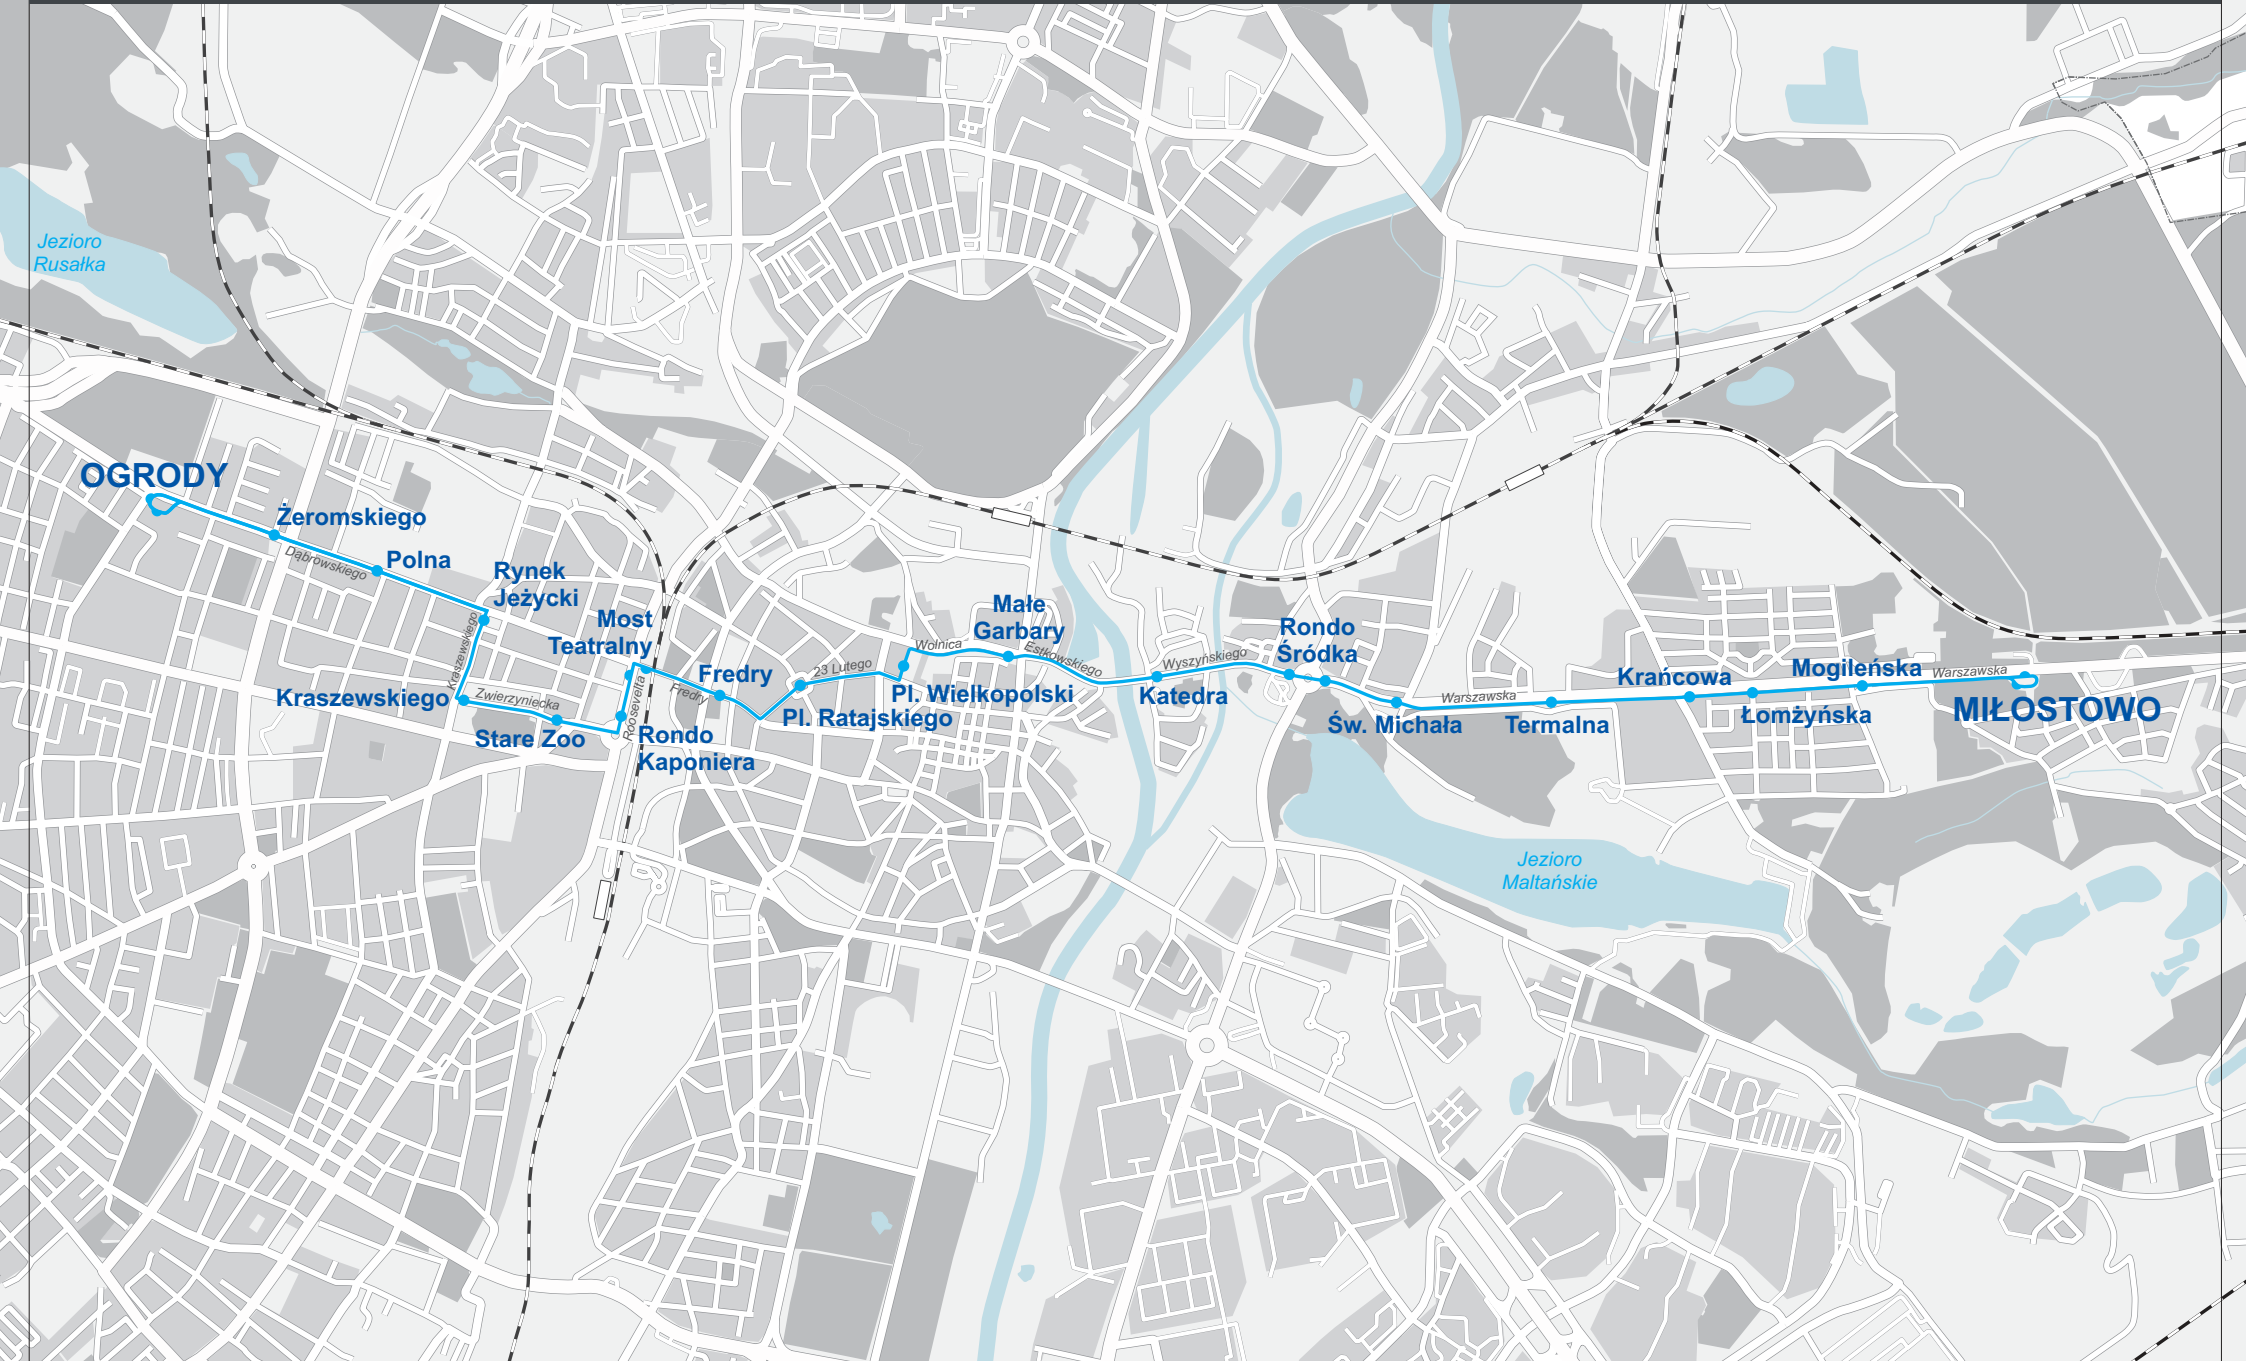 Jezioro
Rusałka
OGRODY
Żeromskiego
Dąbrowskiego
Polna
Rynek
Jeżycki
Kraszewskiego
Kraszewskiego
Zwierzyniecka
Stare Zoo
Most
Teatralny
Roosevelta
Rondo
Kaponiera
Fredry
Fredry
23 Lutego
Pl. Ratajskiego
Wolnica
Pl. Wielkopolski
Małe
Garbary
Estkowskiego
Katedra
Wyszyńskiego
Rondo
Śródka
Św. Michała
Warszawska
Termalna
Krańcowa
Łomżyńska
Mogileńska
Warszawska
MIŁOSTOWO
Jezioro
Maltańskie